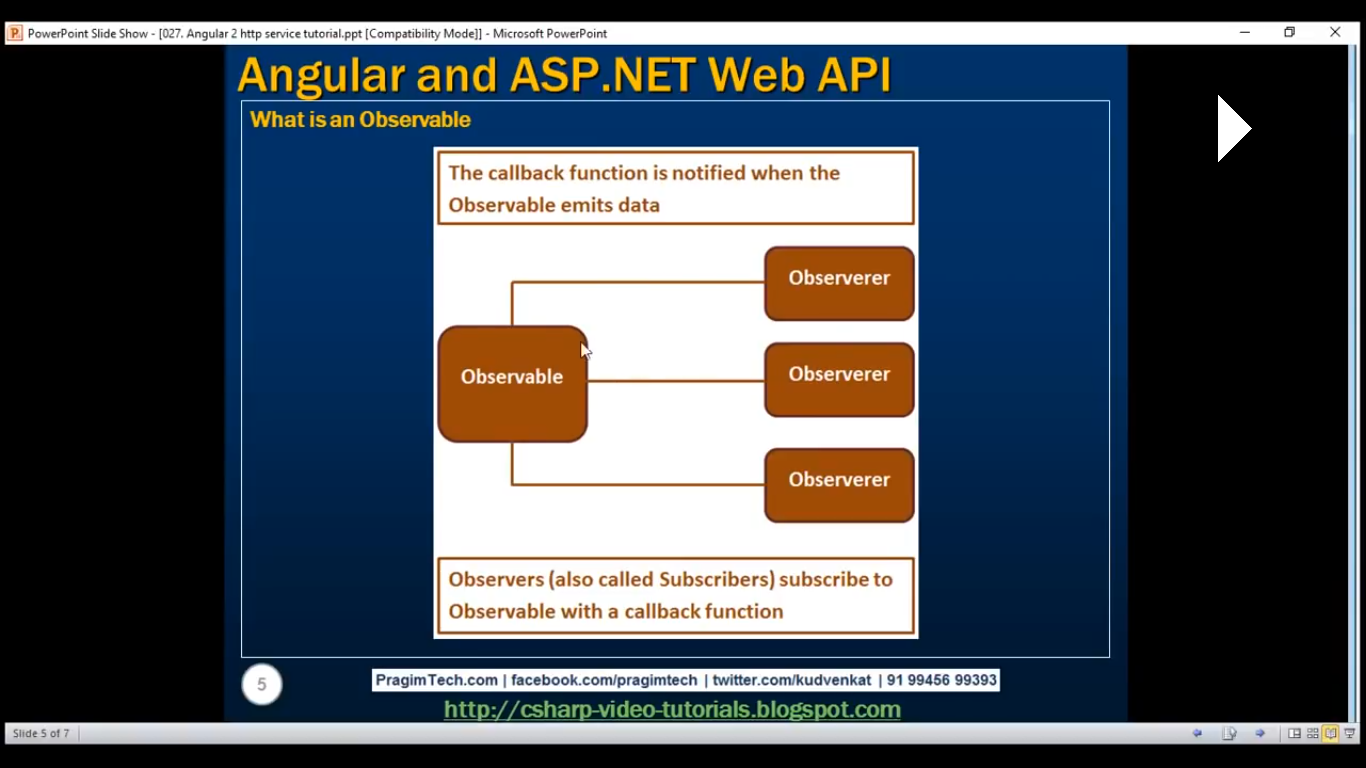 PowerPoint Slide Show - [027. Angular 2 http service tutorial.ppt [Compatibility Mode]] - Microsoft PowerPoint
Angular and ASP.NET Web API
What is an Observable
The callback function is notified when the
Observable emits data
Observerer
Observable
Observerer
Observerer
Observers (also called Subscribers) subscribe to
Observable with a callback function
5
PragimTech.com | facebook.com/pragimtech | twitter.com/kudvenkat | 91 99456 99393
http://csharp-video-tutorials.blogspot.com
Slide 5 of 7